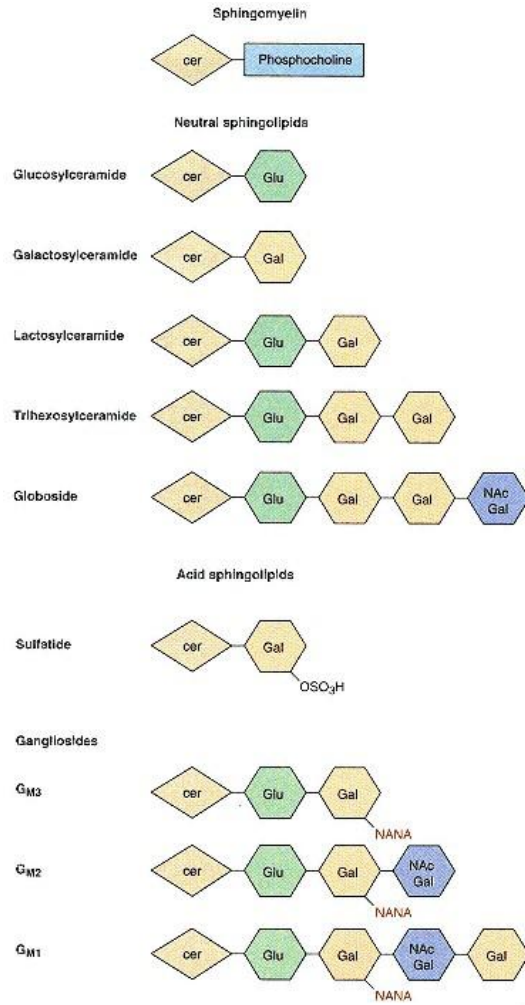 Sphingomyelin
cer Phosphocholine
Neutral sphingolipids
Glucosylceramide cer Glu
Galactosylceramide cer Gal
Lactosylceramide cer Glu Gal
Trihexosylceramide cer Glu Gal Gal
Globoside cer Glu Gal Gal NAc Gal
Acid sphingolipids
Sulfatide cer Gal
OSO₃H
Gangliosides
GM3 cer Glu Gal
NANA
GM2 cer Glu Gal NAc Gal
NANA
GM1 cer Glu Gal NAc Gal Gal
NANA